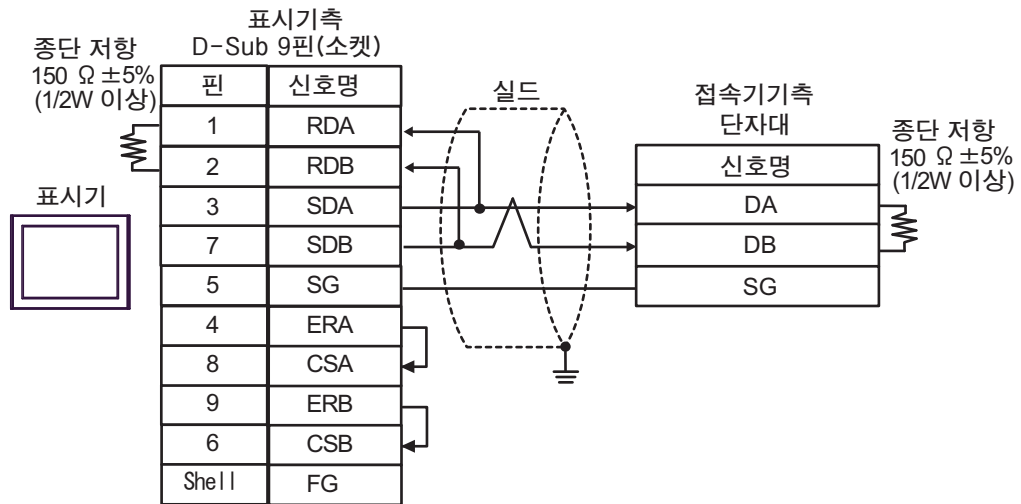 표시기측
D-Sub 9핀(소켓)
종단 저항
150 Ω ±5%
(1/2W 이상)
핀 신호명
1 RDA
2 RDB
3 SDA
7 SDB
5 SG
4 ERA
8 CSA
9 ERB
6 CSB
Shell FG
표시기
실드
접속기기측
단자대
신호명
DA
DB
SG
종단 저항
150 Ω ±5%
(1/2W 이상)